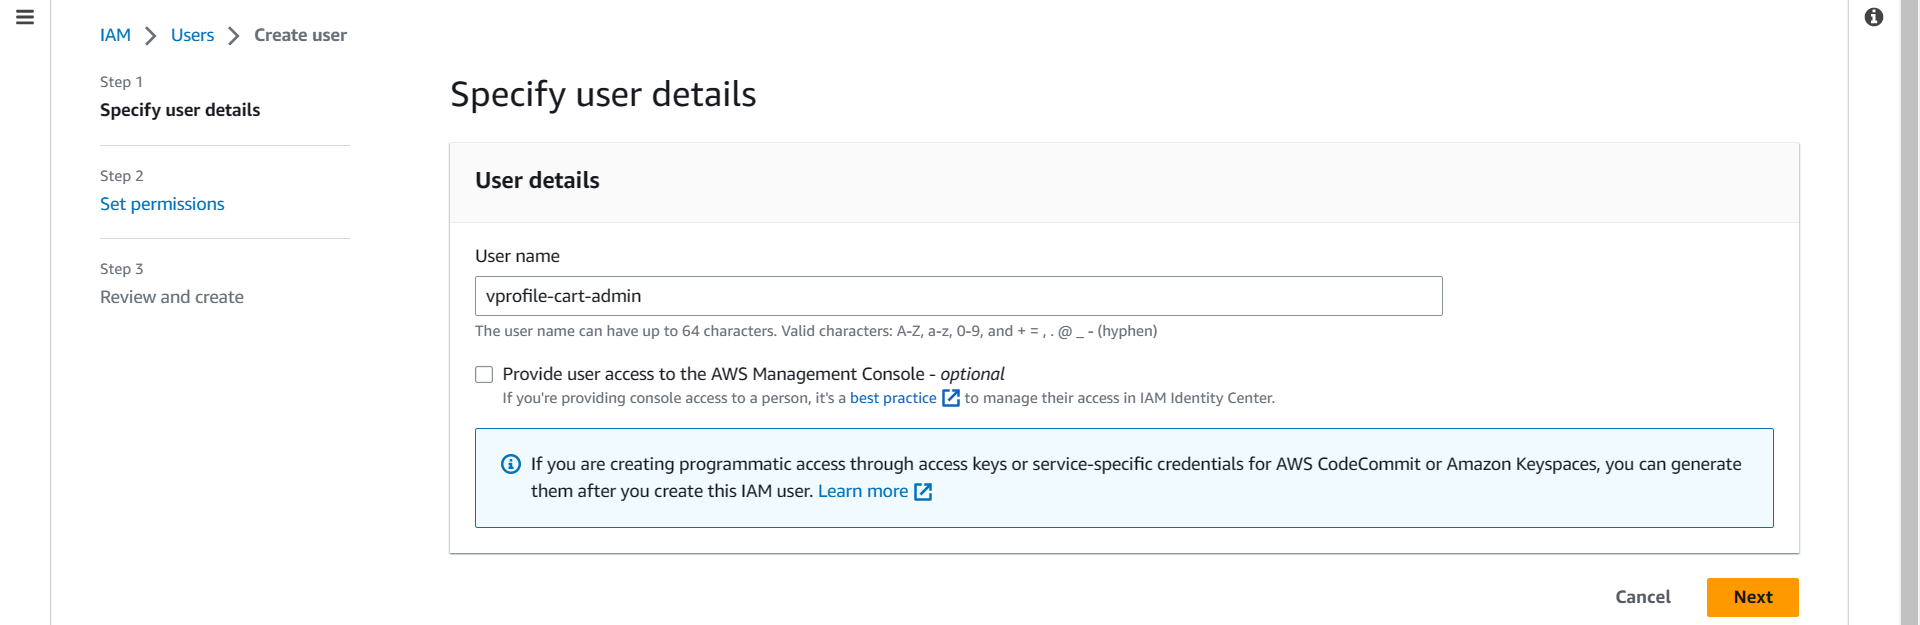 IAM > Users > Create user
Step 1
Specify user details
Step 2
Set permissions
Step 3
Review and create
Specify user details
User details
User name
vprofile-cart-admin
The user name can have up to 64 characters. Valid characters: A-Z, a-z, 0-9, and + = , . @ _ - (hyphen)
Provide user access to the AWS Management Console - optional
If you're providing console access to a person, it's a best practice to manage their access in IAM Identity Center.
If you are creating programmatic access through access keys or service-specific credentials for AWS CodeCommit or Amazon Keyspaces, you can generate
them after you create this IAM user. Learn more
Cancel
Next